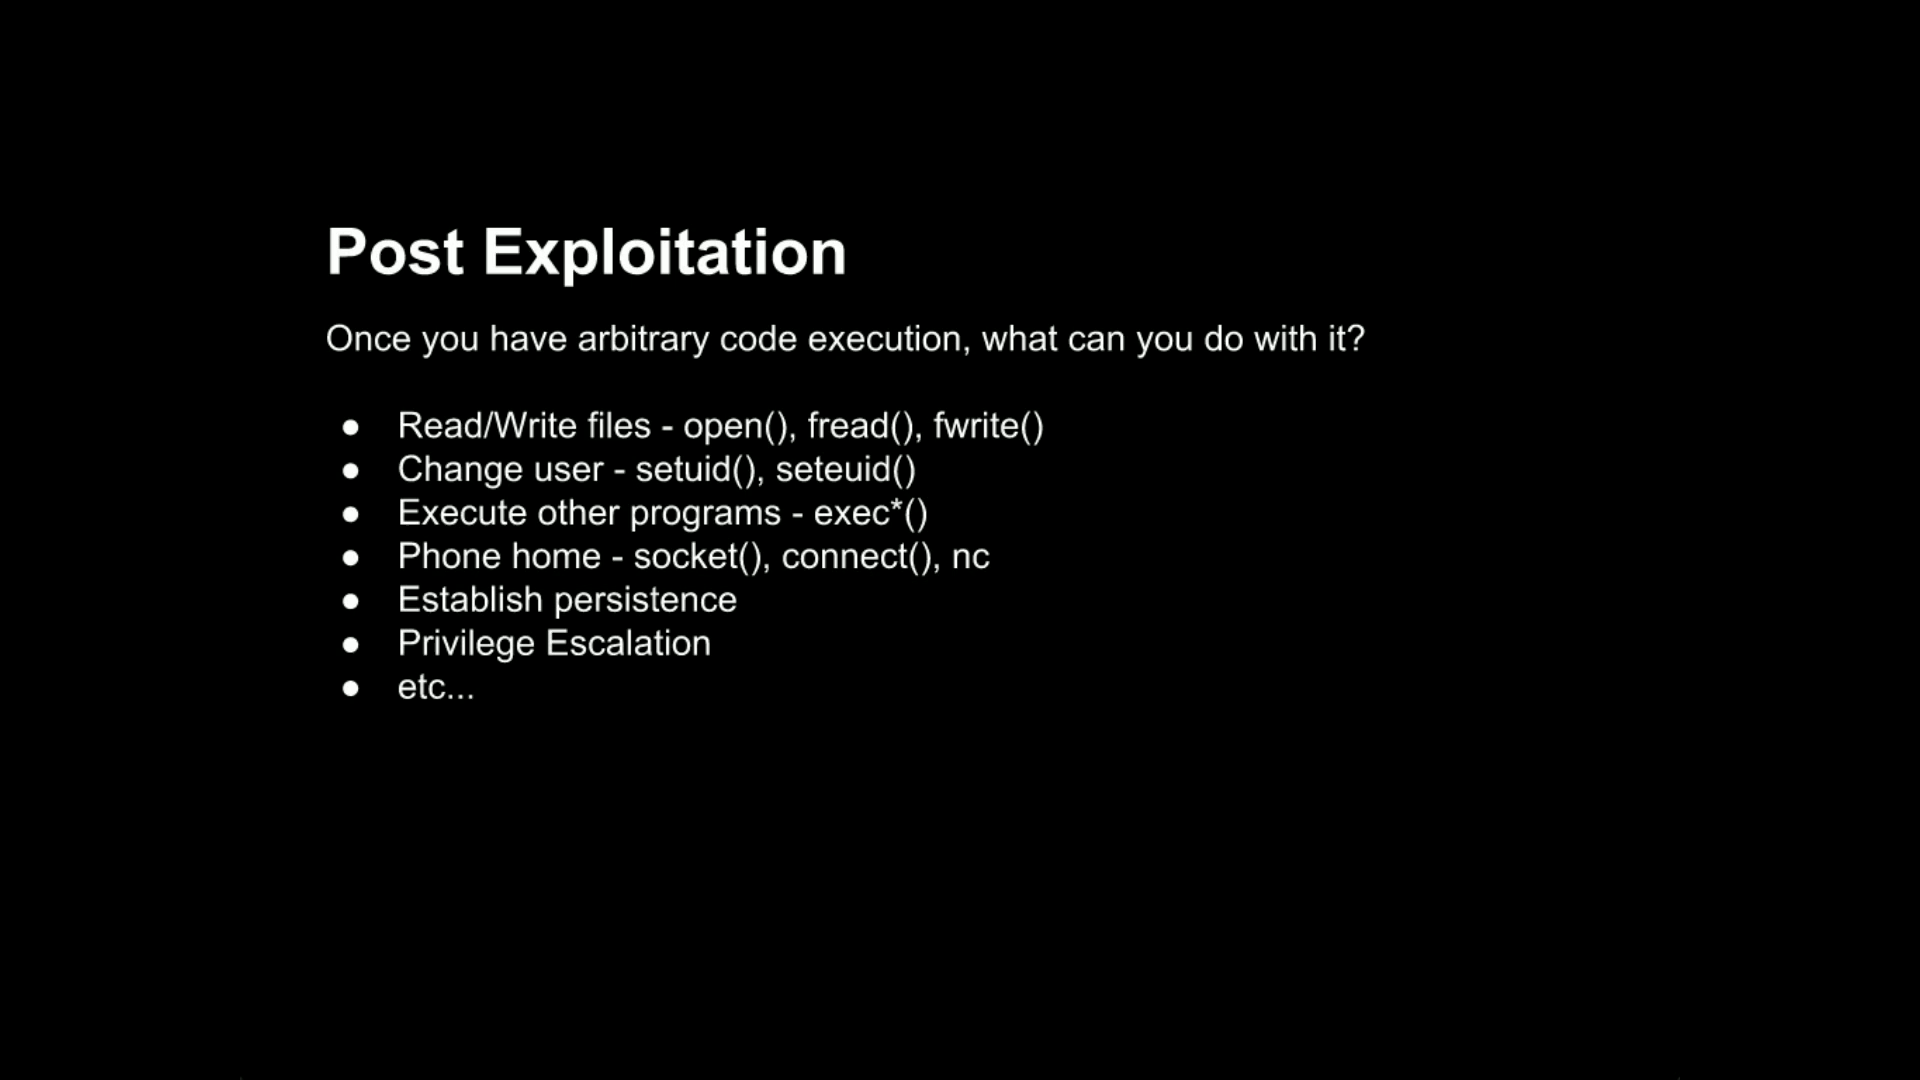 Post Exploitation
Once you have arbitrary code execution, what can you do with it?
● Read/Write files - open(), fread(), fwrite()
● Change user - setuid(), seteuid()
● Execute other programs - exec*()
● Phone home - socket(), connect(), nc
● Establish persistence
● Privilege Escalation
● etc...